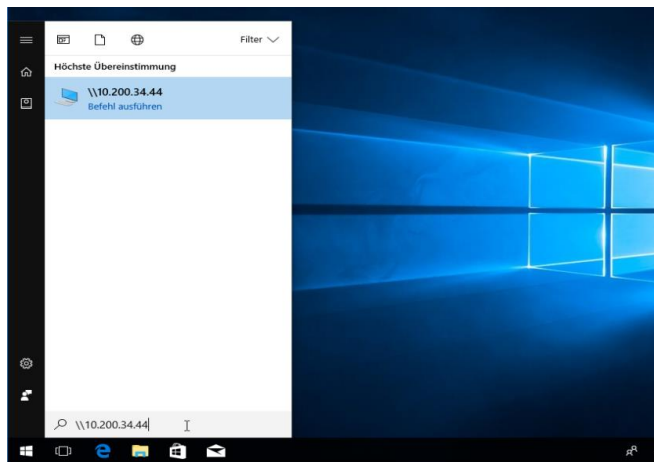 Filter
Höchste Übereinstimmung
\\10.200.34.44
Befehl ausführen
\\10.200.34.44